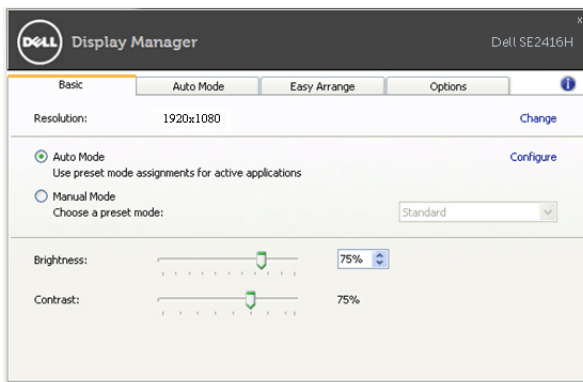 x
DELL Display Manager Dell SE2416H
Basic Auto Mode Easy Arrange Options i
Resolution: 1920x1080 Change
Auto Mode Configure
Use preset mode assignments for active applications
Manual Mode
Choose a preset mode: Standard
Brightness: 75%
Contrast: 75%